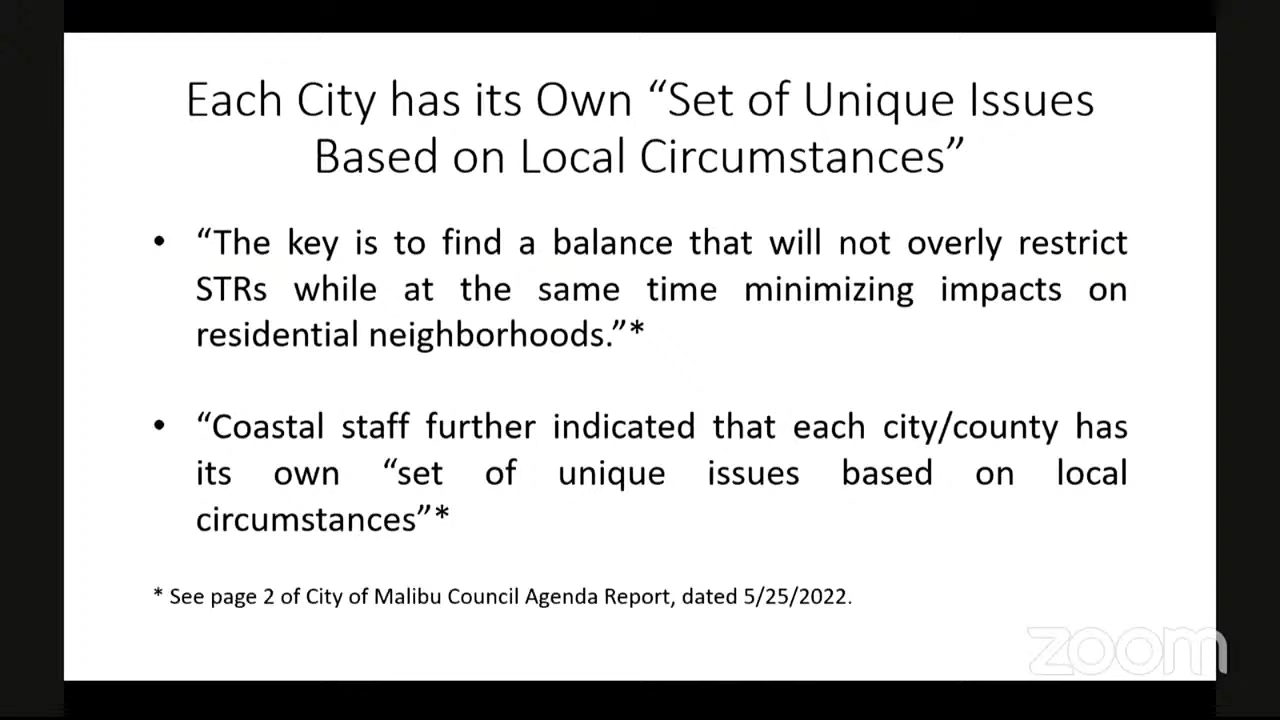 Each City has its Own “Set of Unique Issues
Based on Local Circumstances”
• “The key is to find a balance that will not overly restrict
STRs while at the same time minimizing impacts on
residential neighborhoods.”*
• “Coastal staff further indicated that each city/county has
its own “set of unique issues based on local
circumstances”*
* See page 2 of City of Malibu Council Agenda Report, dated 5/25/2022.
zoom